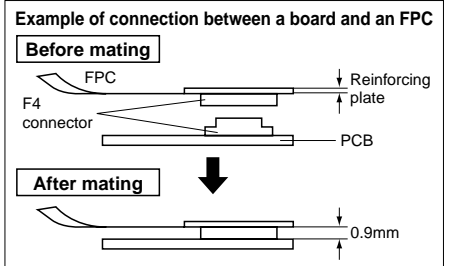 Example of connection between a board and an FPC
Before mating
FPC
Reinforcing
plate
F4
connector
PCB
After mating
0.9mm